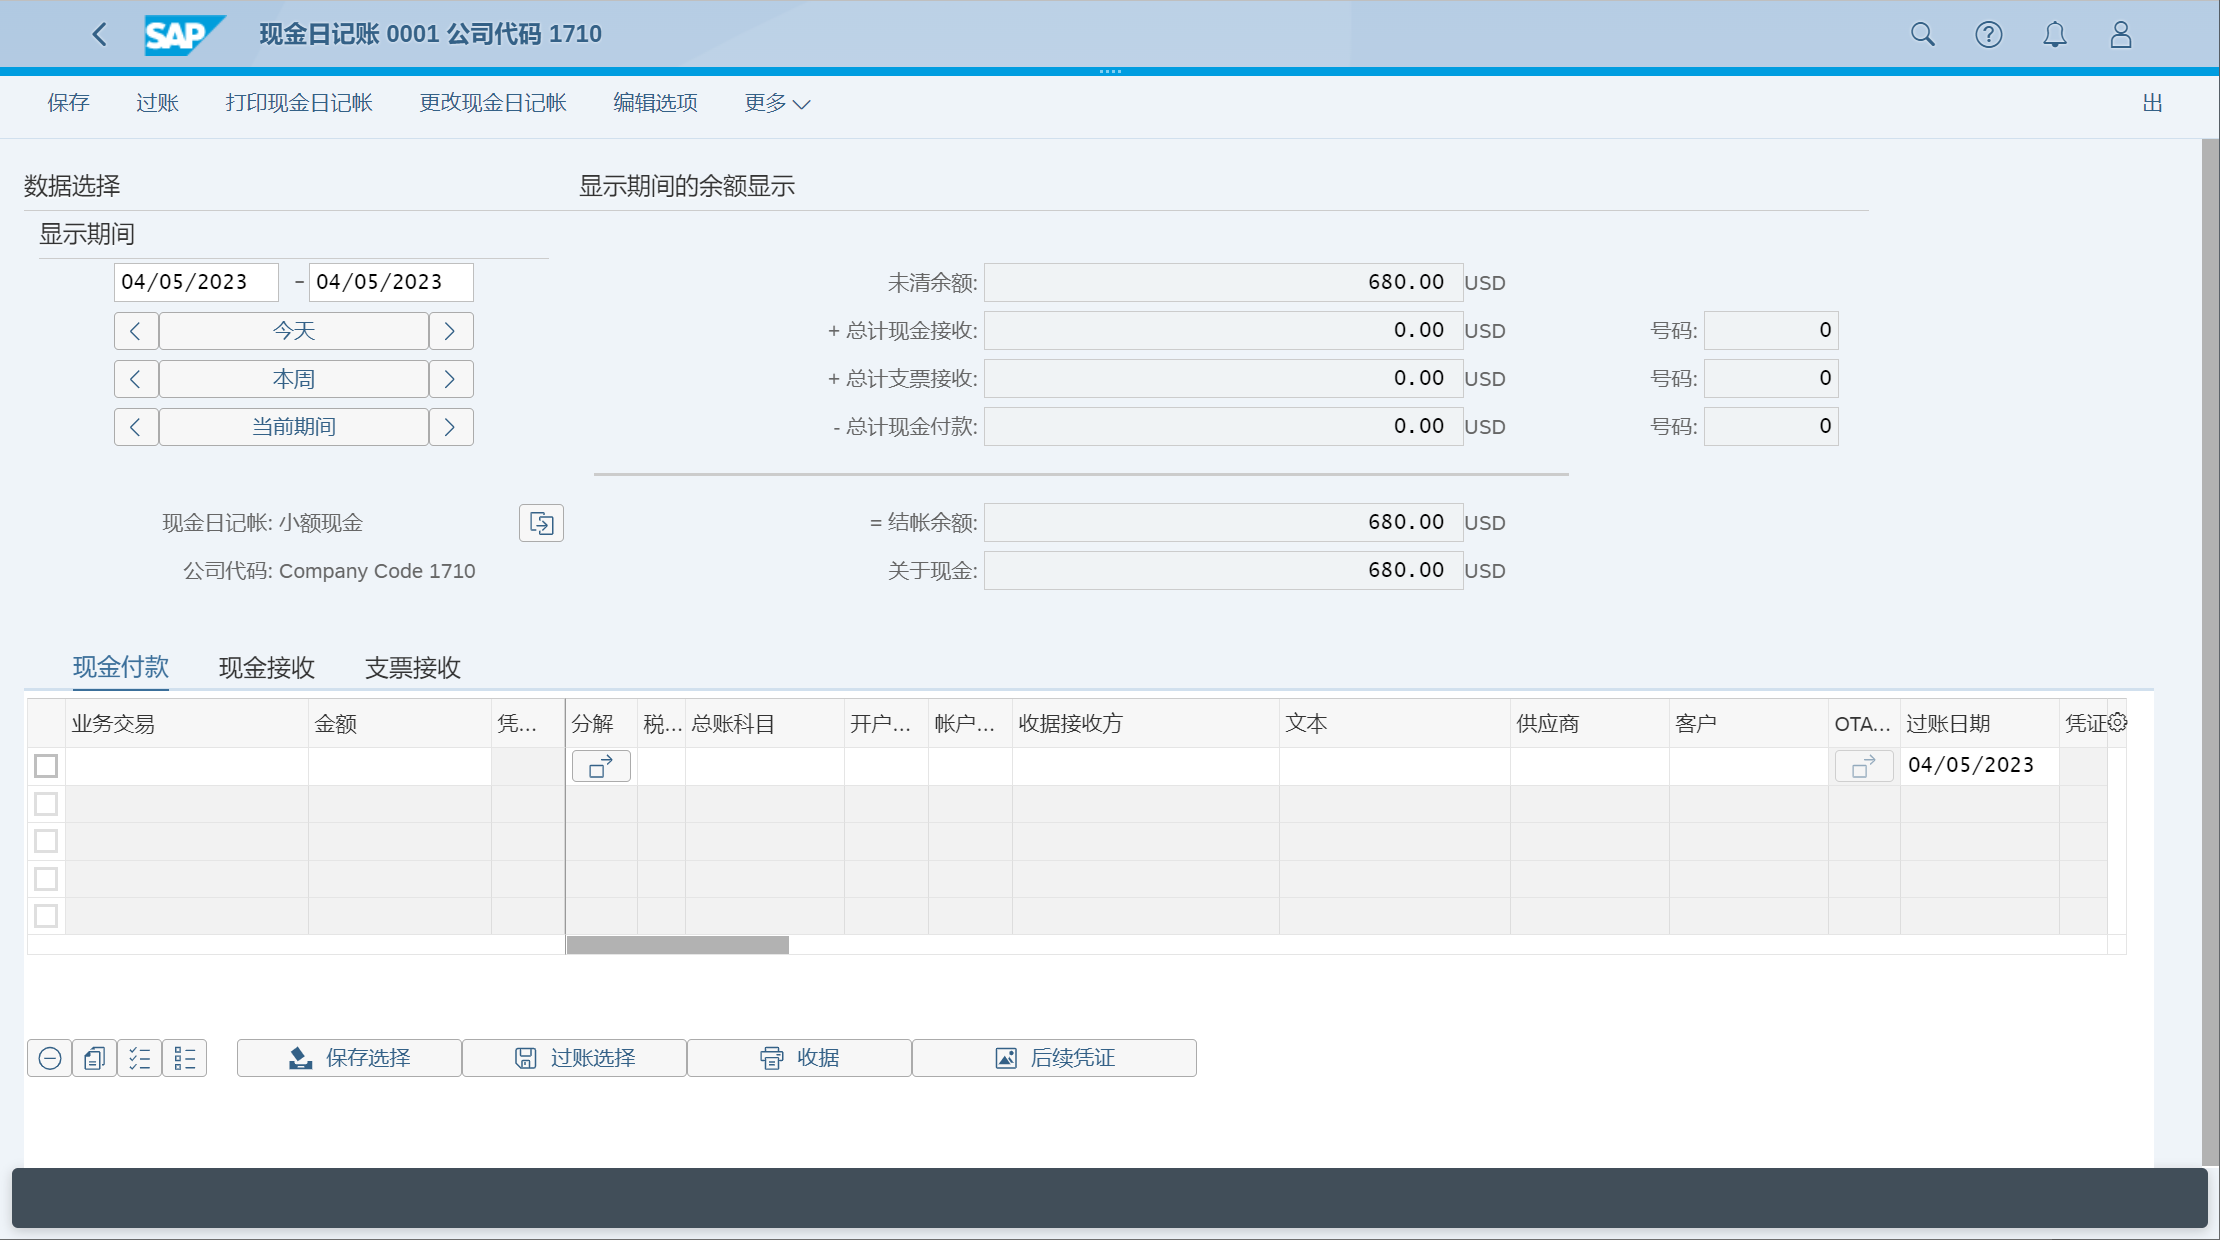 SAP 现金日记账 0001 公司代码 1710
保存 过账 打印现金日记帐 更改现金日记帐 编辑选项 更多 出
数据选择 显示期间的余额显示
显示期间
04/05/2023 - 04/05/2023 未清余额: 680.00 USD
今天 + 总计现金接收: 0.00 USD 号码: 0
本周 + 总计支票接收: 0.00 USD 号码: 0
当前期间 - 总计现金付款: 0.00 USD 号码: 0
现金日记帐: 小额现金 = 结帐余额: 680.00 USD
公司代码: Company Code 1710 关于现金: 680.00 USD
现金付款 现金接收 支票接收
业务交易 金额 凭... 分解 税... 总账科目 开户... 帐户... 收据接收方 文本 供应商 客户 OTA... 过账日期 凭证
04/05/2023
保存选择 过账选择 收据 后续凭证